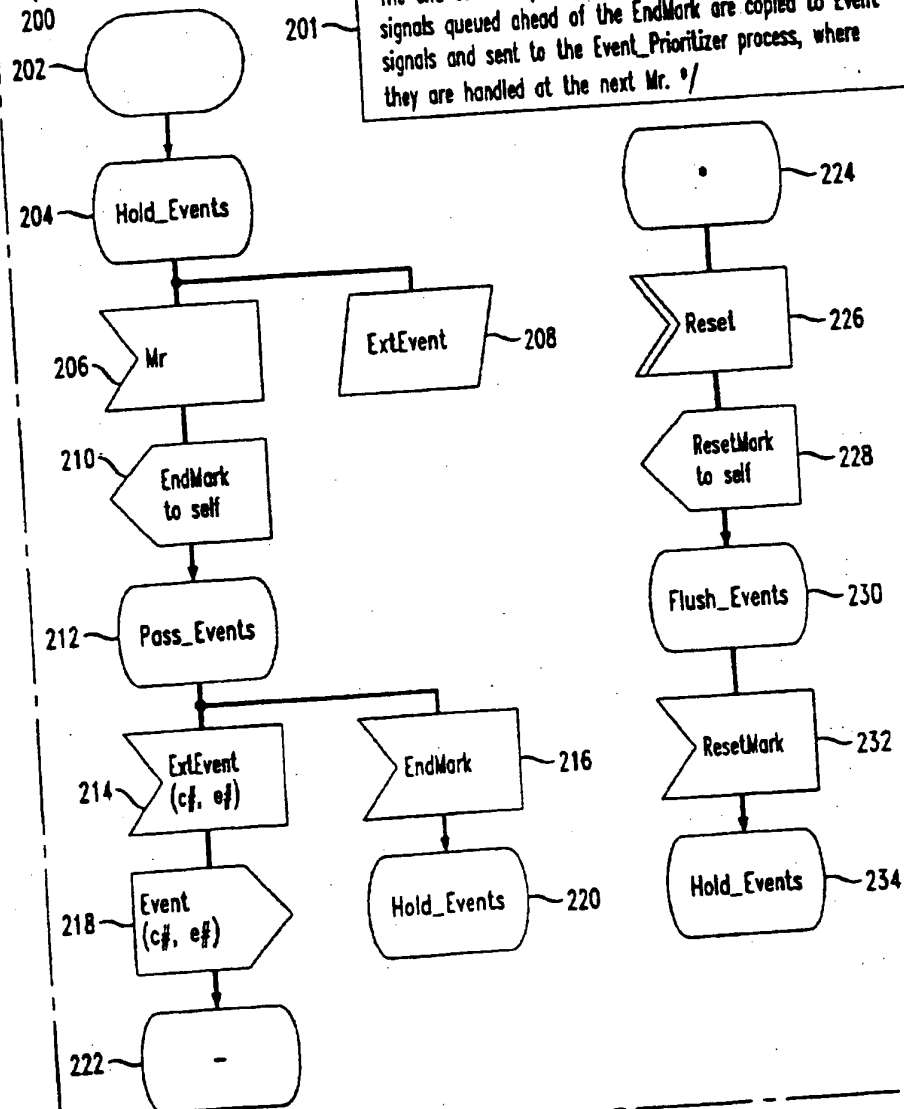 200
201
signals queued ahead of the EndMark are copied to Event
signals and sent to the Event_Prioritizer process, where
they are handled at the next Mr. */
202
204
Hold_Events
206
Mr
ExtEvent
208
210
EndMark
to self
212
Pass_Events
214
ExtEvent
(c#, e#)
EndMark
216
218
Event
(c#, e#)
Hold_Events
220
222
-
*
224
Reset
226
ResetMark
to self
228
Flush_Events
230
ResetMark
232
Hold_Events
234